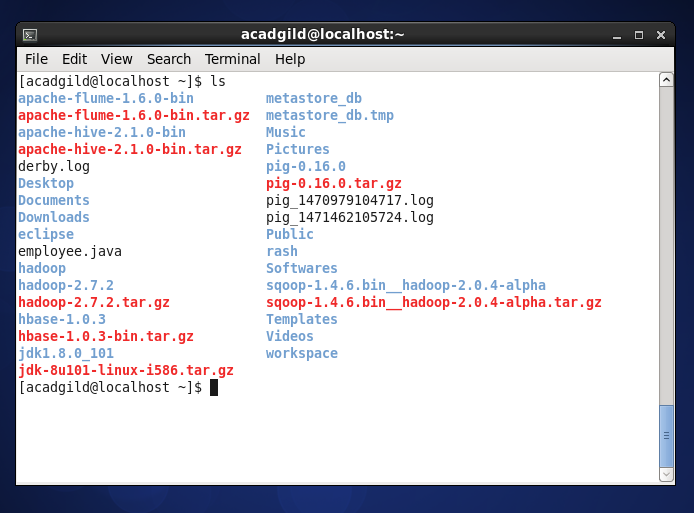 acadgild@localhost:~
File Edit View Search Terminal Help
[acadgild@localhost ~]$ ls
apache-flume-1.6.0-bin metastore_db
apache-flume-1.6.0-bin.tar.gz metastore_db.tmp
apache-hive-2.1.0-bin Music
apache-hive-2.1.0-bin.tar.gz Pictures
derby.log pig-0.16.0
Desktop pig-0.16.0.tar.gz
Documents pig_1470979104717.log
Downloads pig_1471462105724.log
eclipse Public
employee.java rash
hadoop Softwares
hadoop-2.7.2 sqoop-1.4.6.bin__hadoop-2.0.4-alpha
hadoop-2.7.2.tar.gz sqoop-1.4.6.bin__hadoop-2.0.4-alpha.tar.gz
hbase-1.0.3 Templates
hbase-1.0.3-bin.tar.gz Videos
jdk1.8.0_101 workspace
jdk-8u101-linux-i586.tar.gz
[acadgild@localhost ~]$